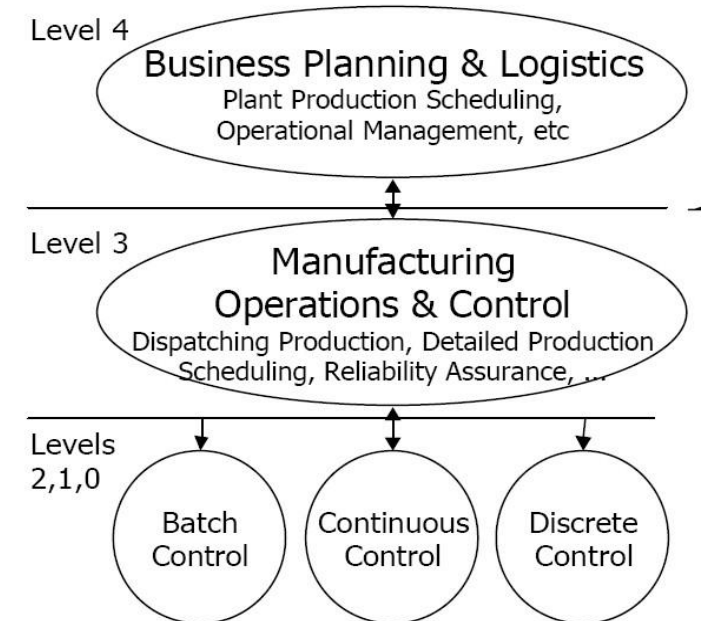 Level 4
Business Planning & Logistics
Plant Production Scheduling,
Operational Management, etc
Level 3
Manufacturing
Operations & Control
Dispatching Production, Detailed Production
Scheduling, Reliability Assurance, ...
Levels
2,1,0
Batch
Control
Continuous
Control
Discrete
Control